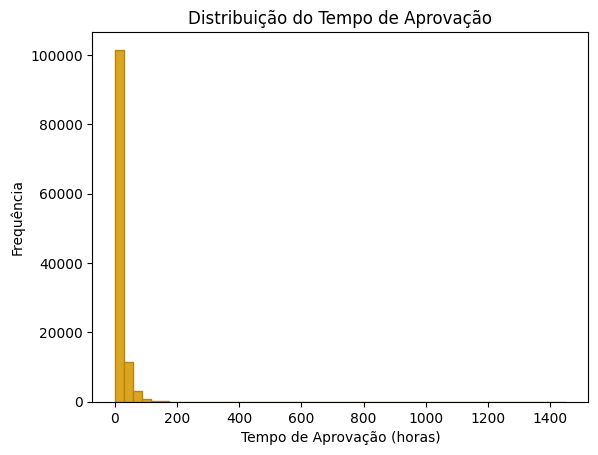 Distribuição do Tempo de Aprovação
Frequência
100000
80000
60000
40000
20000
0
0 200 400 600 800 1000 1200 1400
Tempo de Aprovação (horas)